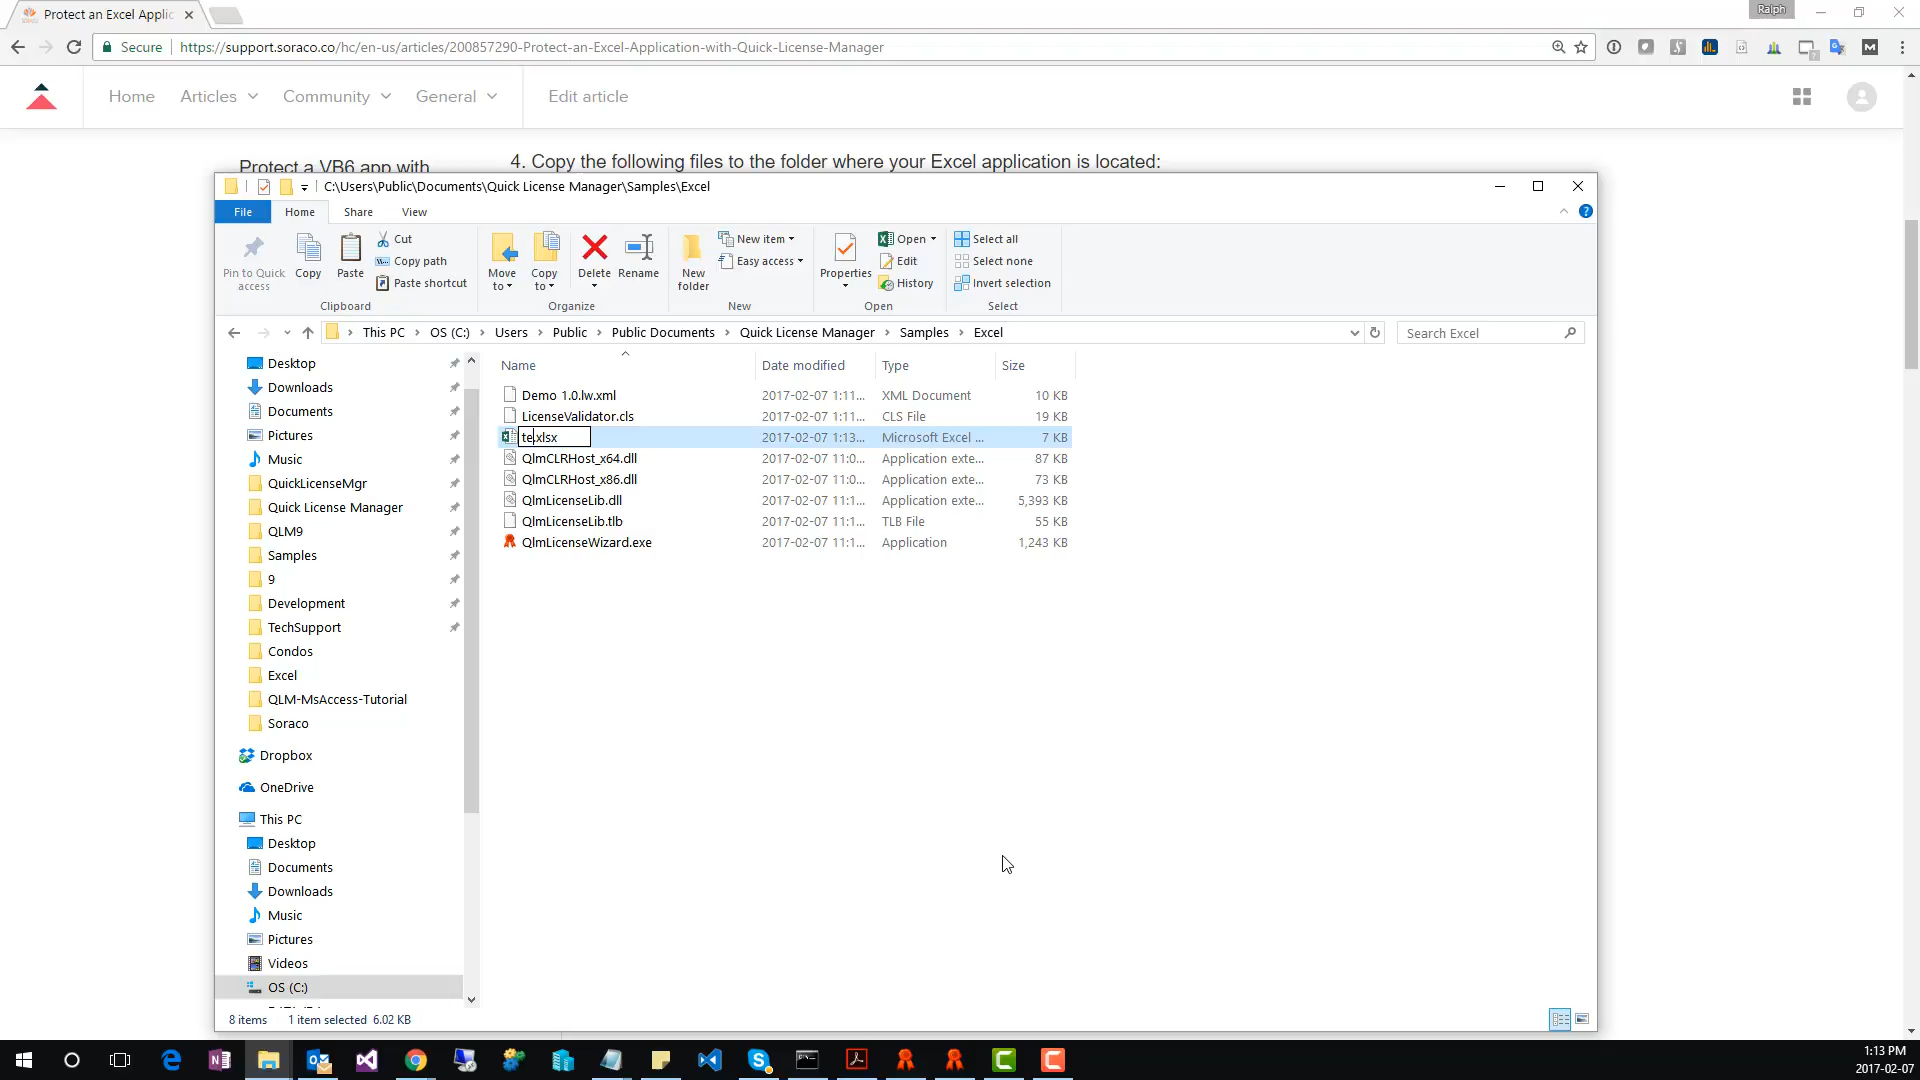 Protect an Excel Applic
Ralph
Secure
https://support.soraco.co/hc/en-us/articles/200857290-Protect-an-Excel-Application-with-Quick-License-Manager
Home
Articles
Community
General
Edit article
Protect a VB6 app with
4. Copy the following files to the folder where your Excel application is located:
C:\Users\Public\Documents\Quick License Manager\Samples\Excel
File
Home
Share
View
Pin to Quick access
Copy
Paste
Cut
Copy path
Paste shortcut
Clipboard
Move to
Copy to
Delete
Rename
Organize
New folder
New item
Easy access
New
Properties
Open
Edit
History
Open
Select all
Select none
Invert selection
Select
This PC
OS (C:)
Users
Public
Public Documents
Quick License Manager
Samples
Excel
Search Excel
Name
Date modified
Type
Size
Demo 1.0.lw.xml 2017-02-07 1:11... XML Document 10 KB
LicenseValidator.cls 2017-02-07 1:11... CLS File 19 KB
te.xlsx 2017-02-07 1:13... Microsoft Excel ... 7 KB
QlmCLRHost_x64.dll 2017-02-07 11:0... Application exte... 87 KB
QlmCLRHost_x86.dll 2017-02-07 11:0... Application exte... 73 KB
QlmLicenseLib.dll 2017-02-07 11:1... Application exte... 5,393 KB
QlmLicenseLib.tlb 2017-02-07 11:1... TLB File 55 KB
QlmLicenseWizard.exe 2017-02-07 11:1... Application 1,243 KB
Desktop
Downloads
Documents
Pictures
Music
QuickLicenseMgr
Quick License Manager
QLM9
Samples
9
Development
TechSupport
Condos
Excel
QLM-MsAccess-Tutorial
Soraco
Dropbox
OneDrive
This PC
Desktop
Documents
Downloads
Music
Pictures
Videos
OS (C:)
8 items
1 item selected 6.02 KB
1:13 PM
2017-02-07